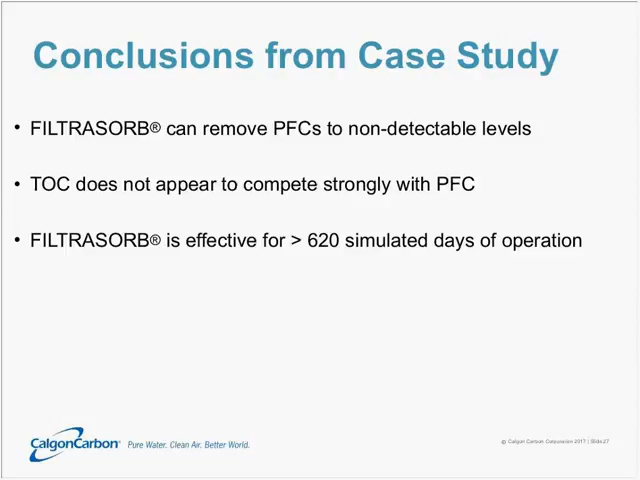 Conclusions from Case Study
• FILTRASORB® can remove PFCs to non-detectable levels
• TOC does not appear to compete strongly with PFC
• FILTRASORB® is effective for > 620 simulated days of operation
CalgonCarbon® Pure Water. Clean Air. Better World.
© Calgon Carbon Corporation 2017 | Slide 27